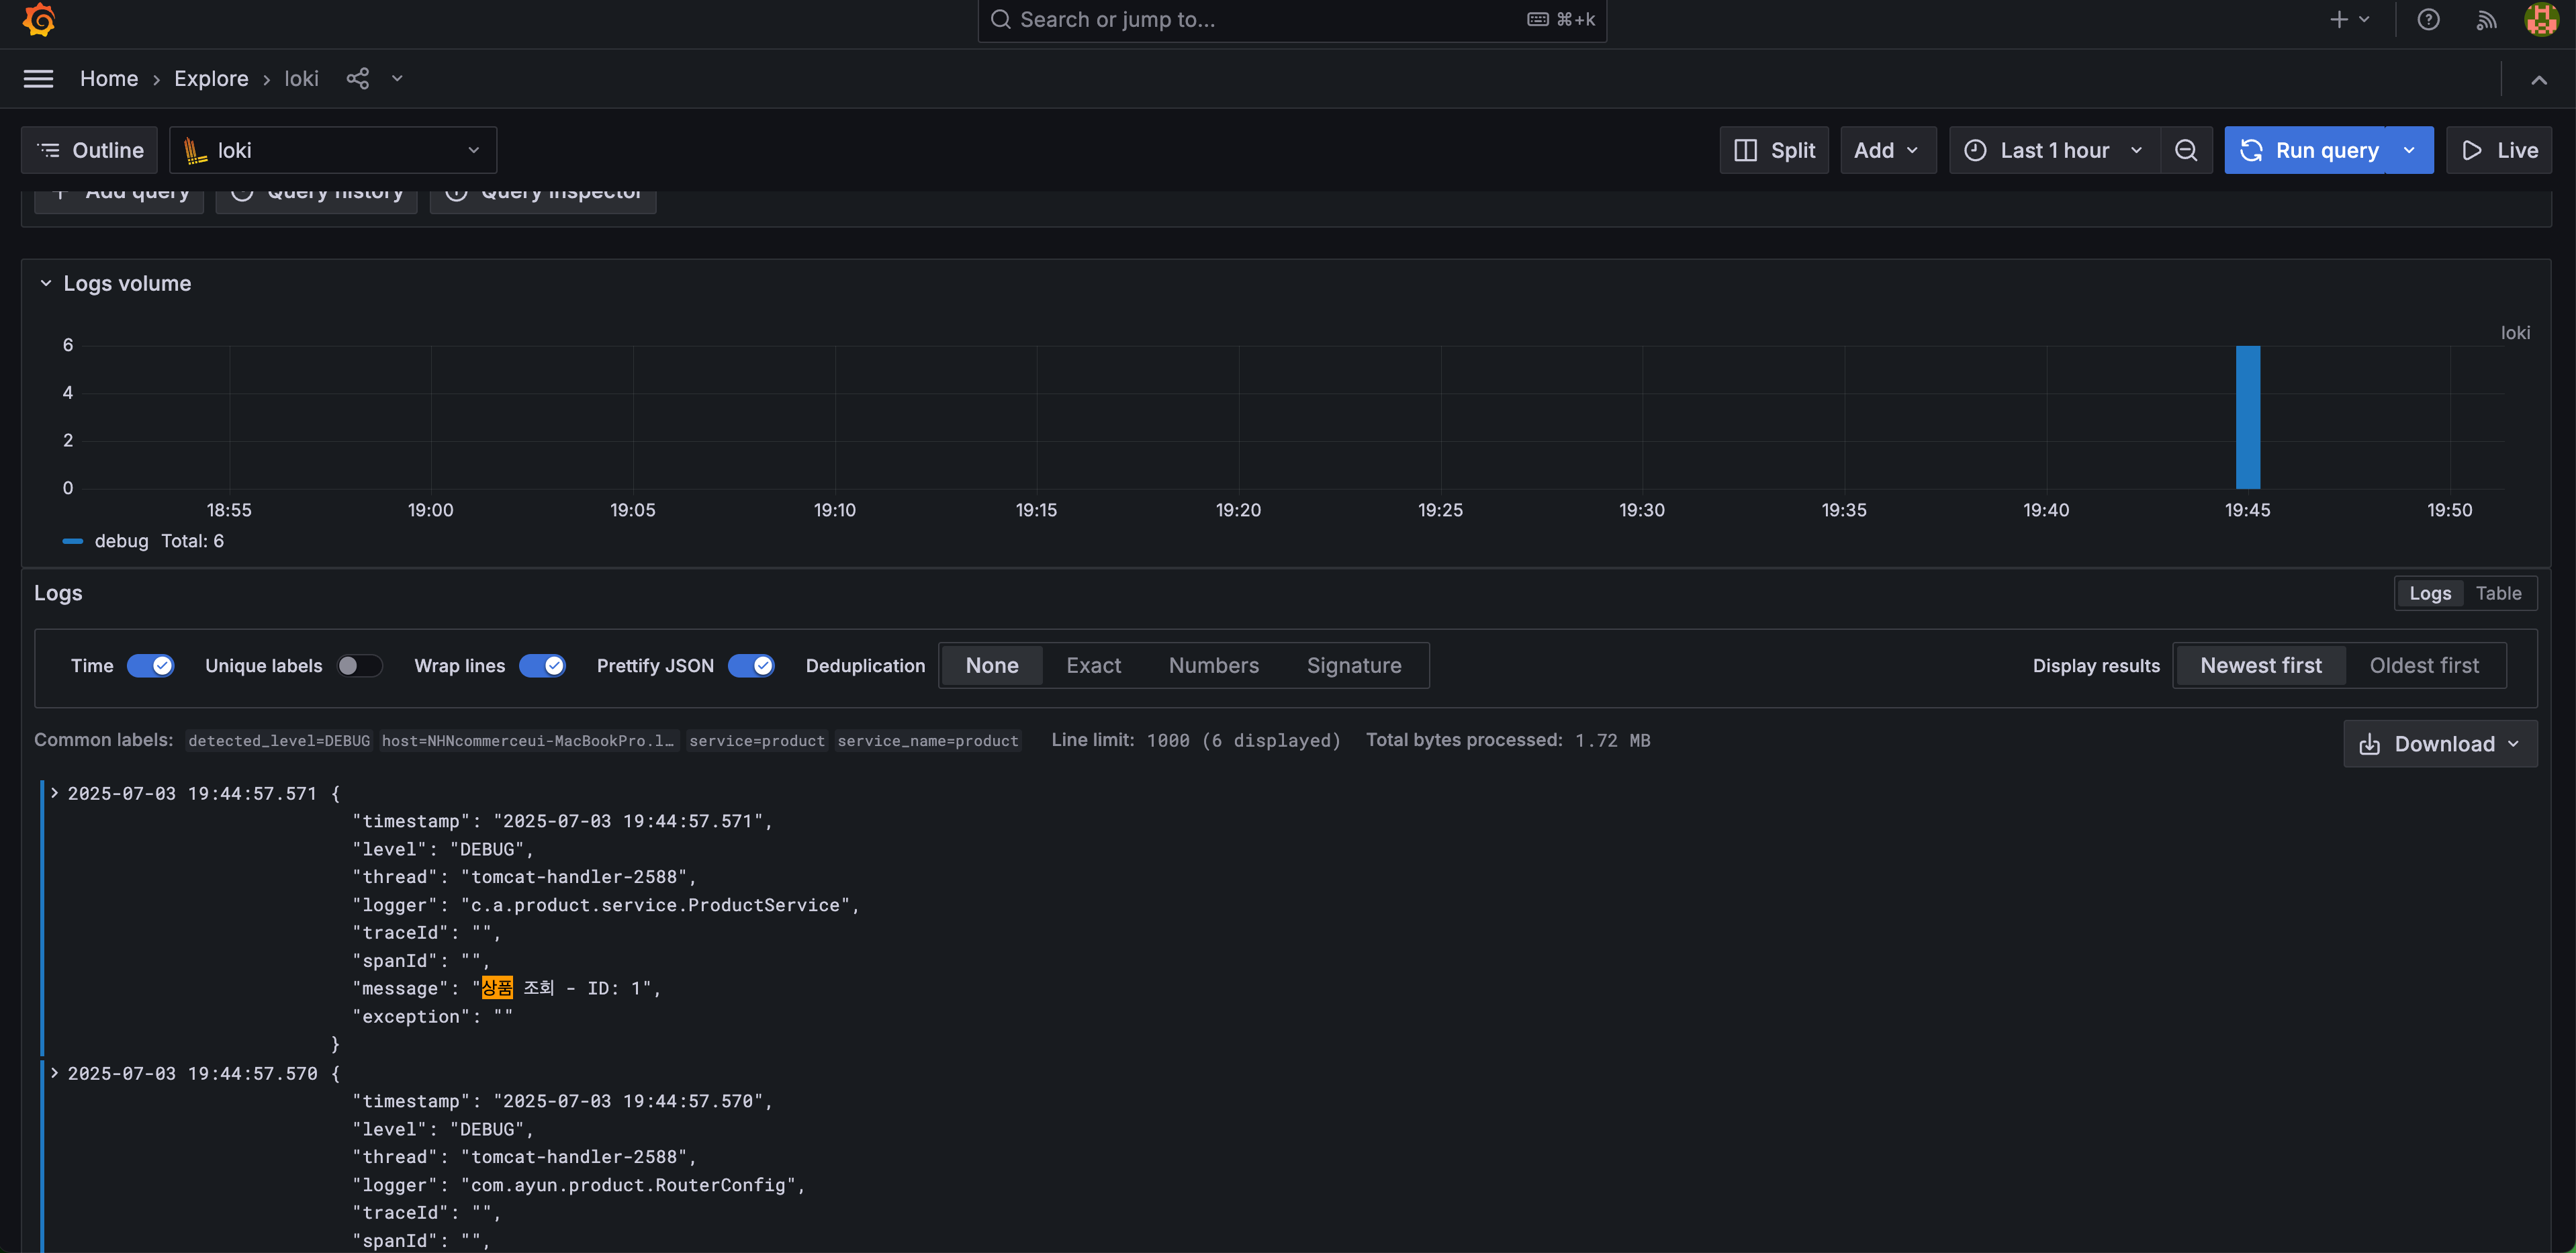 Search or jump to... ⌘+k
Home › Explore › loki
Outline loki Split Add Last 1 hour Run query Live
Add query Query history Query inspector
Logs volume
loki
6
4
2
0
18:55 19:00 19:05 19:10 19:15 19:20 19:25 19:30 19:35 19:40 19:45 19:50
debug Total: 6
Logs Logs Table
Time Unique labels Wrap lines Prettify JSON Deduplication None Exact Numbers Signature Display results Newest first Oldest first
Common labels: detected_level=DEBUG host=NHNcommerceui-MacBookPro.l… service=product service_name=product Line limit: 1000 (6 displayed) Total bytes processed: 1.72 MB Download
2025-07-03 19:44:57.571 {
"timestamp": "2025-07-03 19:44:57.571",
"level": "DEBUG",
"thread": "tomcat-handler-2588",
"logger": "c.a.product.service.ProductService",
"traceId": "",
"spanId": "",
"message": "상품 조회 - ID: 1",
"exception": ""
}
2025-07-03 19:44:57.570 {
"timestamp": "2025-07-03 19:44:57.570",
"level": "DEBUG",
"thread": "tomcat-handler-2588",
"logger": "com.ayun.product.RouterConfig",
"traceId": "",
"spanId": "",